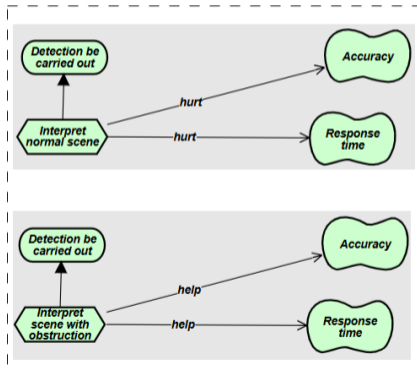 Detection be
carried out
Accuracy
hurt
Interpret
normal scene
hurt
Response
time
Detection be
carried out
Accuracy
help
Interpret
scene with
obstruction
help
Response
time